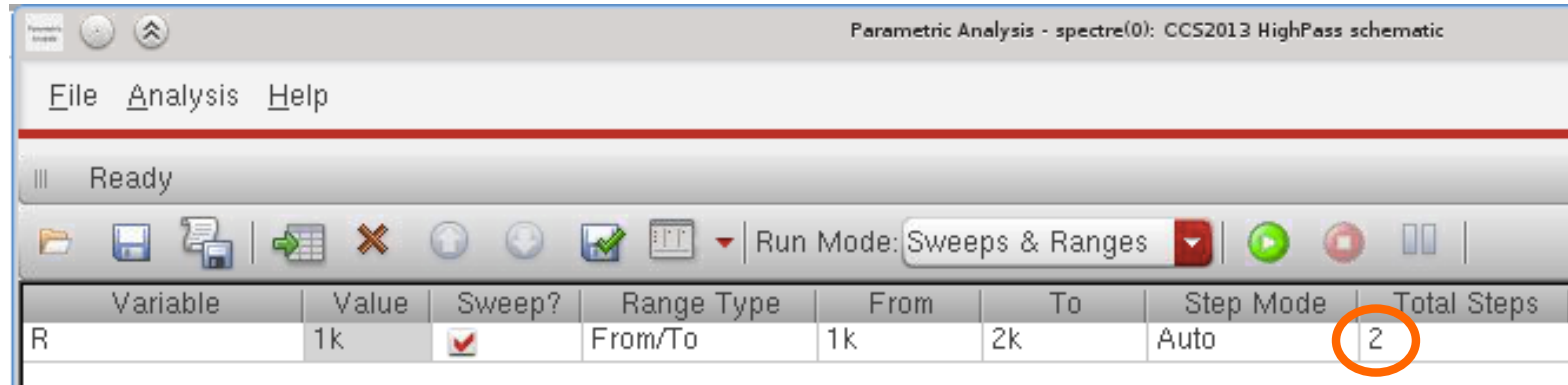 Parametric Analysis - spectre(0): CCS2013 HighPass schematic
File Analysis Help
Ready
Run Mode: Sweeps & Ranges
Variable Value Sweep? Range Type From To Step Mode Total Steps
R 1k From/To 1k 2k Auto 2